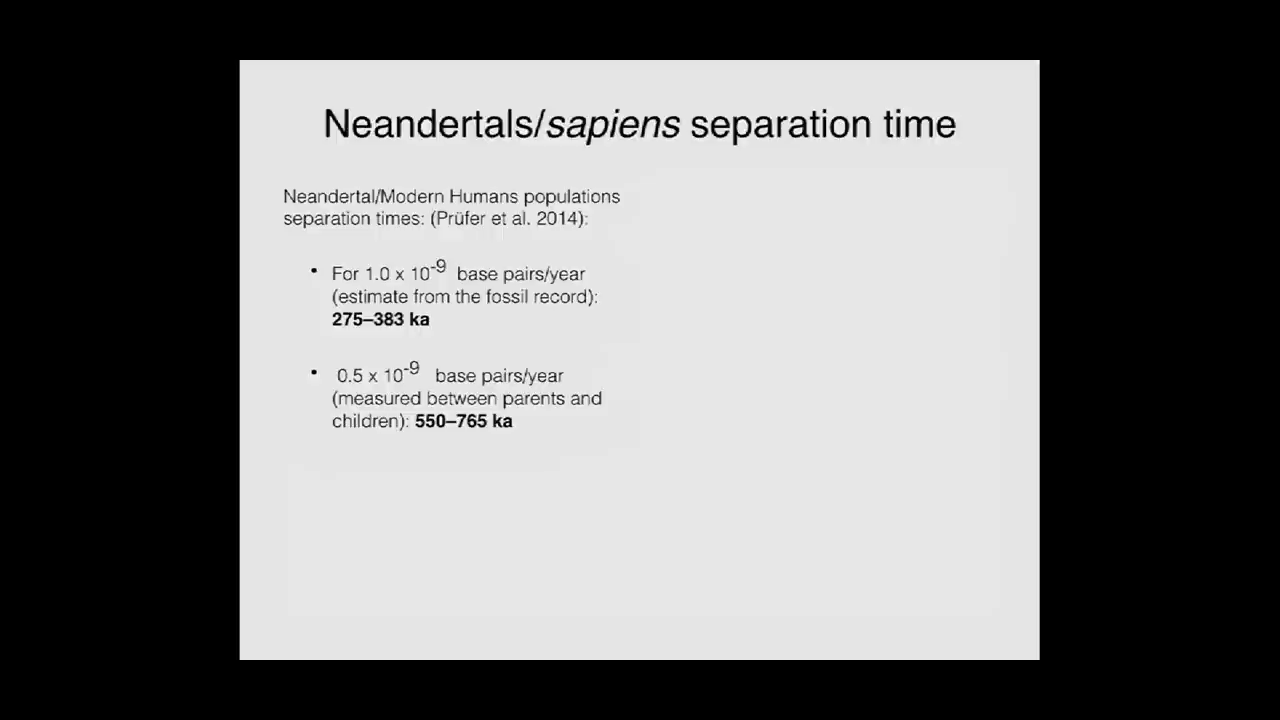 Neandertals/sapiens separation time
Neandertal/Modern Humans populations
separation times: (Prüfer et al. 2014):
• For 1.0 x 10-9 base pairs/year
(estimate from the fossil record):
275–383 ka
• 0.5 x 10-9 base pairs/year
(measured between parents and
children): 550–765 ka